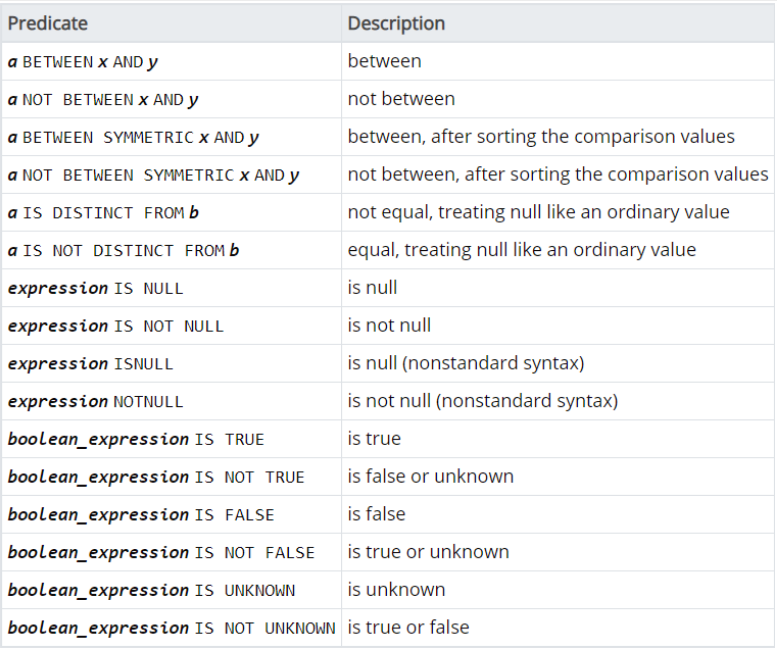 Predicate Description
a BETWEEN x AND y between
a NOT BETWEEN x AND y not between
a BETWEEN SYMMETRIC x AND y between, after sorting the comparison values
a NOT BETWEEN SYMMETRIC x AND y not between, after sorting the comparison values
a IS DISTINCT FROM b not equal, treating null like an ordinary value
a IS NOT DISTINCT FROM b equal, treating null like an ordinary value
expression IS NULL is null
expression IS NOT NULL is not null
expression ISNULL is null (nonstandard syntax)
expression NOTNULL is not null (nonstandard syntax)
boolean_expression IS TRUE is true
boolean_expression IS NOT TRUE is false or unknown
boolean_expression IS FALSE is false
boolean_expression IS NOT FALSE is true or unknown
boolean_expression IS UNKNOWN is unknown
boolean_expression IS NOT UNKNOWN is true or false